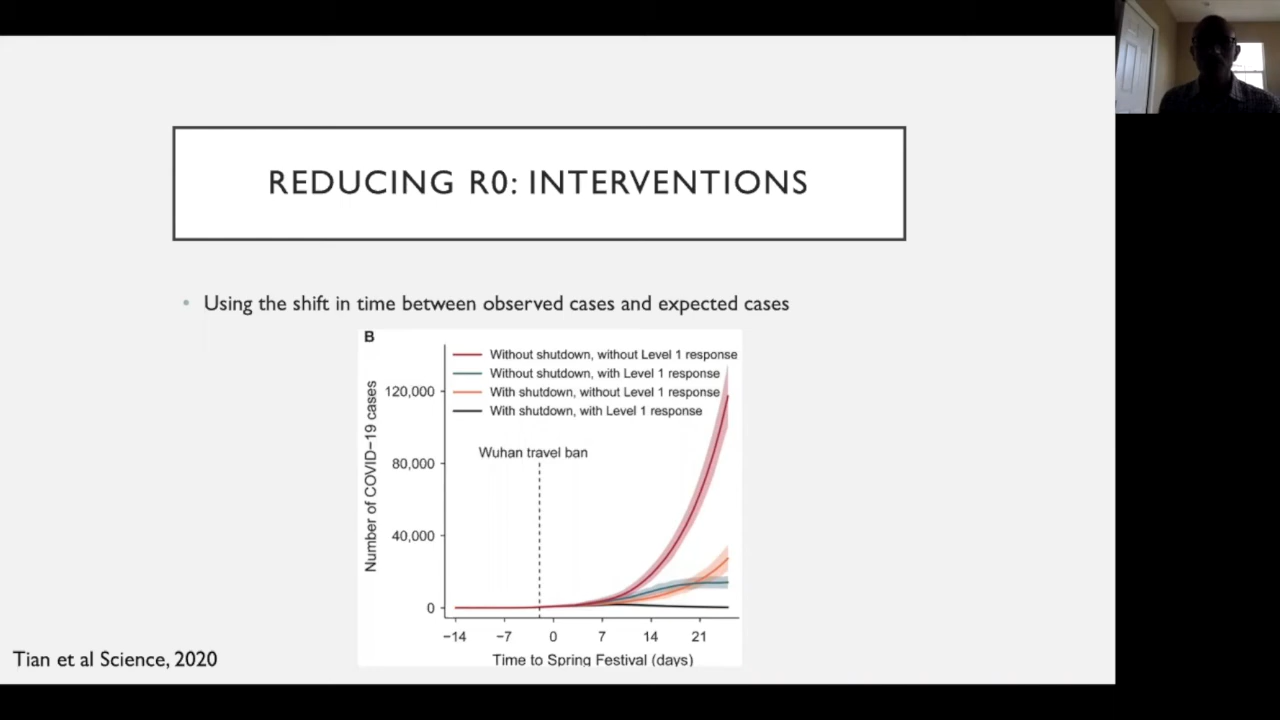 REDUCING R0: INTERVENTIONS
• Using the shift in time between observed cases and expected cases
B
Without shutdown, without Level 1 response
Without shutdown, with Level 1 response
With shutdown, without Level 1 response
With shutdown, with Level 1 response
Number of COVID−19 cases
120,000
80,000
40,000
0
Wuhan travel ban
−14 −7 0 7 14 21
Time to Spring Festival (days)
Tian et al Science, 2020